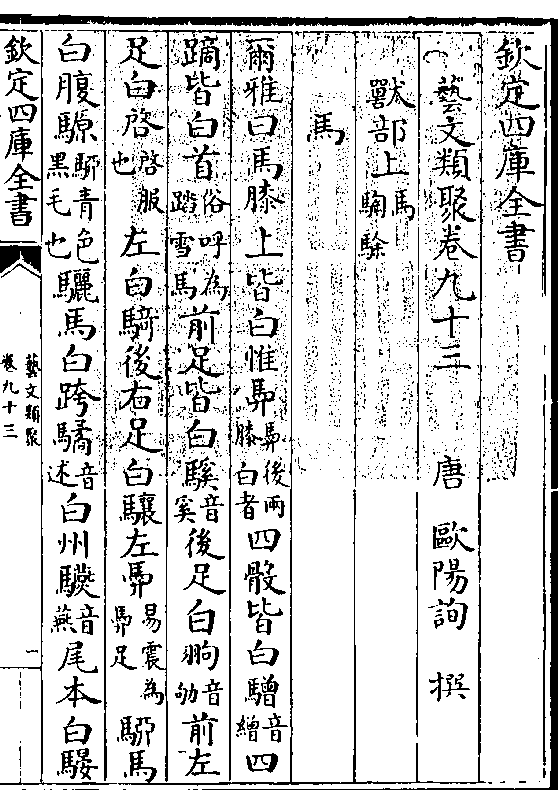 欽定四庫全書
藝文類聚卷九十三 唐 歐陽詢 撰
獸部上 馬 騊駼
馬
爾雅曰馬膝上皆白惟馵 馵後兩膝白者 四骹皆白驓 音繒 四
蹢皆白首 俗呼為踏雪馬 前足皆白騱 音奚 後足白翑 音劬 前左
足白啓 啓服也 左白騎後右足白驤左馵 易震為馵足 駵馬
白腹騵 駵青色黑毛也 驪馬白跨驈 音述 白州驠 音燕 尾本白騴
欽定四庫全書
藝文類聚
卷九十三
一